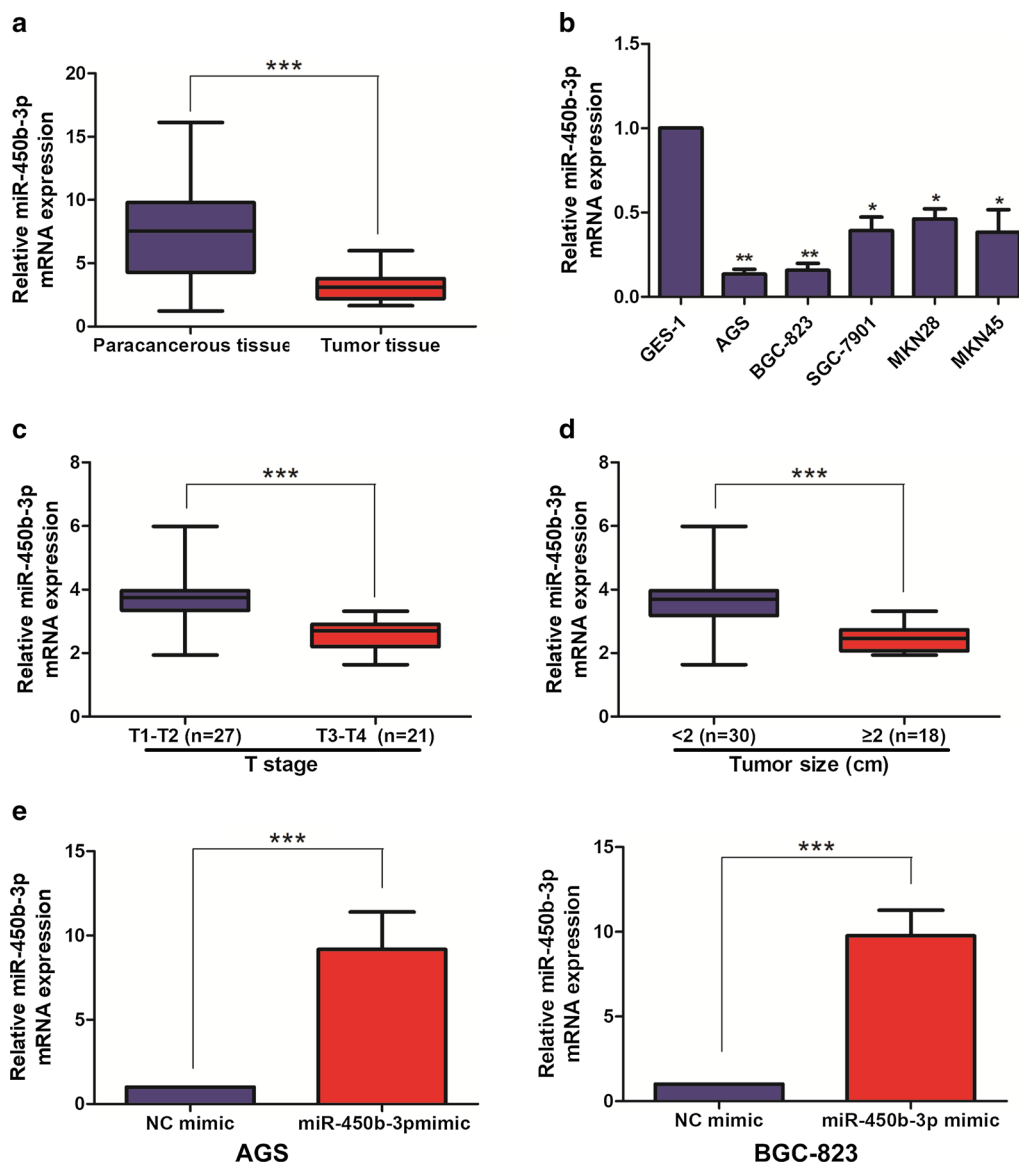 a
Relative miR-450b-3p
mRNA expression
20
15
10
5
0
***
Paracancerous tissue
Tumor tissue
b
Relative miR-450b-3p
mRNA expression
1.5
1.0
0.5
0.0
**
**
*
*
*
GES-1
AGS
BGC-823
SGC-7901
MKN28
MKN45
c
Relative miR-450b-3p
mRNA expression
8
6
4
2
0
***
T1-T2 (n=27)
T3-T4 (n=21)
T stage
d
Relative miR-450b-3p
mRNA expression
8
6
4
2
0
***
<2 (n=30)
≥2 (n=18)
Tumor size (cm)
e
Relative miR-450b-3p
mRNA expression
15
10
5
0
***
NC mimic
miR-450b-3pmimic
AGS
Relative miR-450b-3p
mRNA expression
15
10
5
0
***
NC mimic
miR-450b-3p mimic
BGC-823